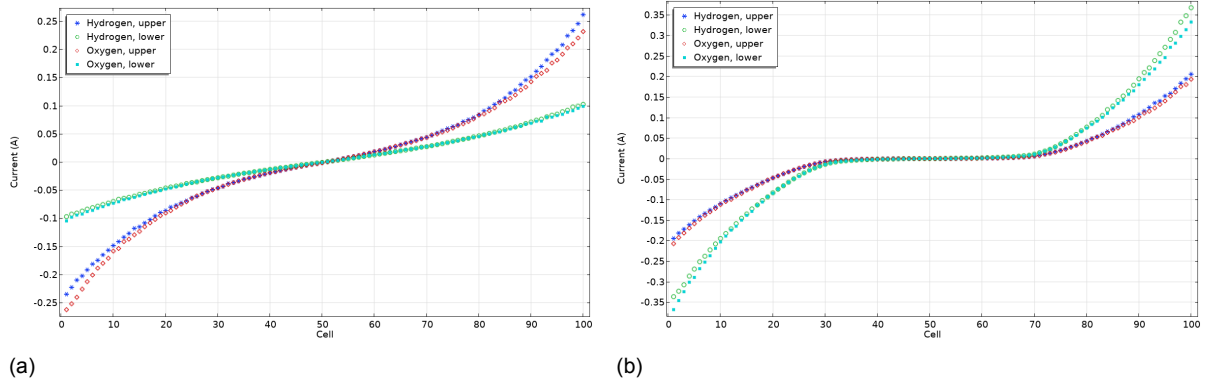 Hydrogen, upper
Hydrogen, lower
Oxygen, upper
Oxygen, lower
0.25
0.2
0.15
0.1
0.05
0
-0.05
-0.1
-0.15
-0.2
-0.25
Current (A)
0 10 20 30 40 50 60 70 80 90 100
Cell
(a)
Hydrogen, upper
Hydrogen, lower
Oxygen, upper
Oxygen, lower
0.35
0.3
0.25
0.2
0.15
0.1
0.05
0
-0.05
-0.1
-0.15
-0.2
-0.25
-0.3
-0.35
Current (A)
0 10 20 30 40 50 60 70 80 90 100
Cell
(b)